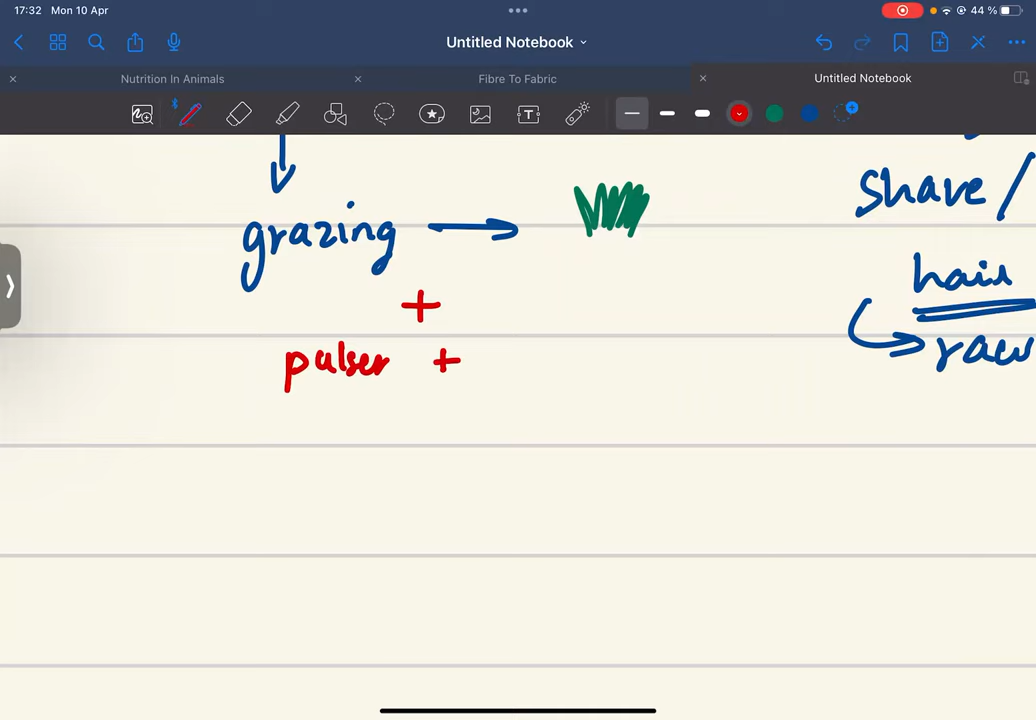 17:32 Mon 10 Apr
44 %
Untitled Notebook
Nutrition In Animals
Fibre To Fabric
Untitled Notebook
share /
grazing
hair
+
pulses +
raw